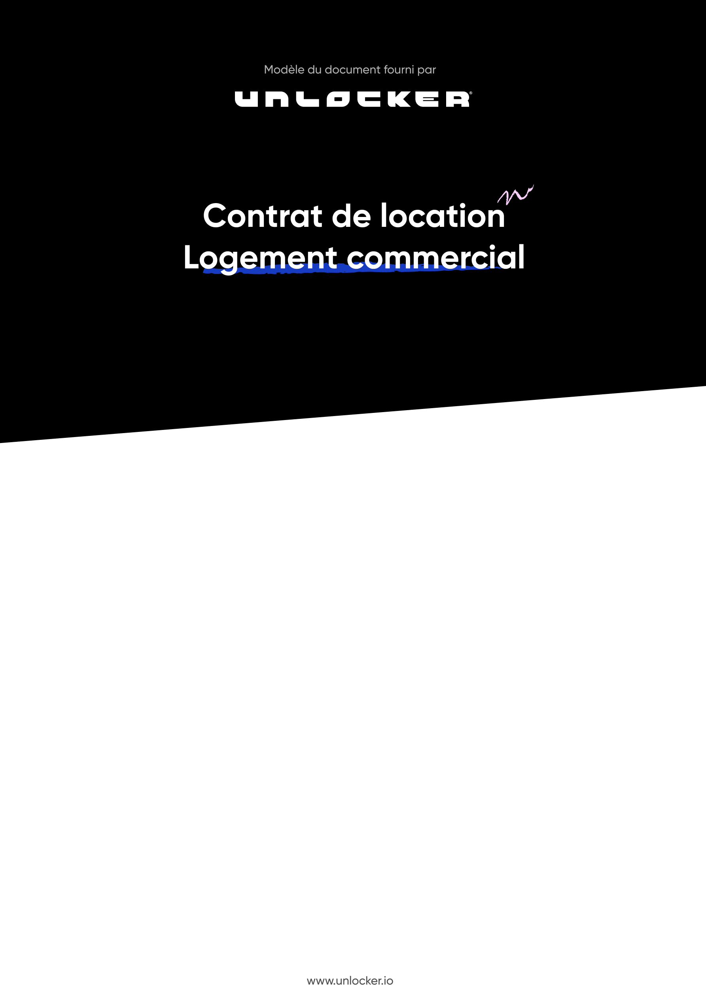 Modèle du document fourni par
UNLOCKER®
Contrat de location
Logement commercial
www.unlocker.io